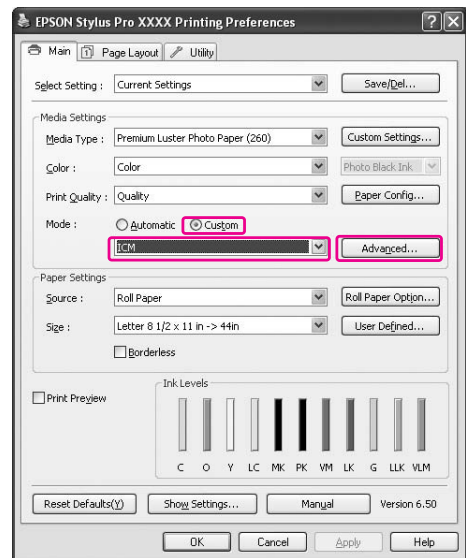 EPSON Stylus Pro XXXX Printing Preferences
Main Page Layout Utility
Select Setting : Current Settings Save/Del...
Media Settings
Media Type : Premium Luster Photo Paper (260) Custom Settings...
Color : Color Photo Black Ink
Print Quality : Quality Paper Config...
Mode : Automatic Custom
ICM Advanced...
Paper Settings
Source : Roll Paper Roll Paper Option...
Size : Letter 8 1/2 x 11 in -> 44in User Defined...
Borderless
Print Preview
Ink Levels
C O Y LC MK PK VM LK G LLK VLM
Reset Defaults(Y) Show Settings... Manual Version 6.50
OK Cancel Apply Help